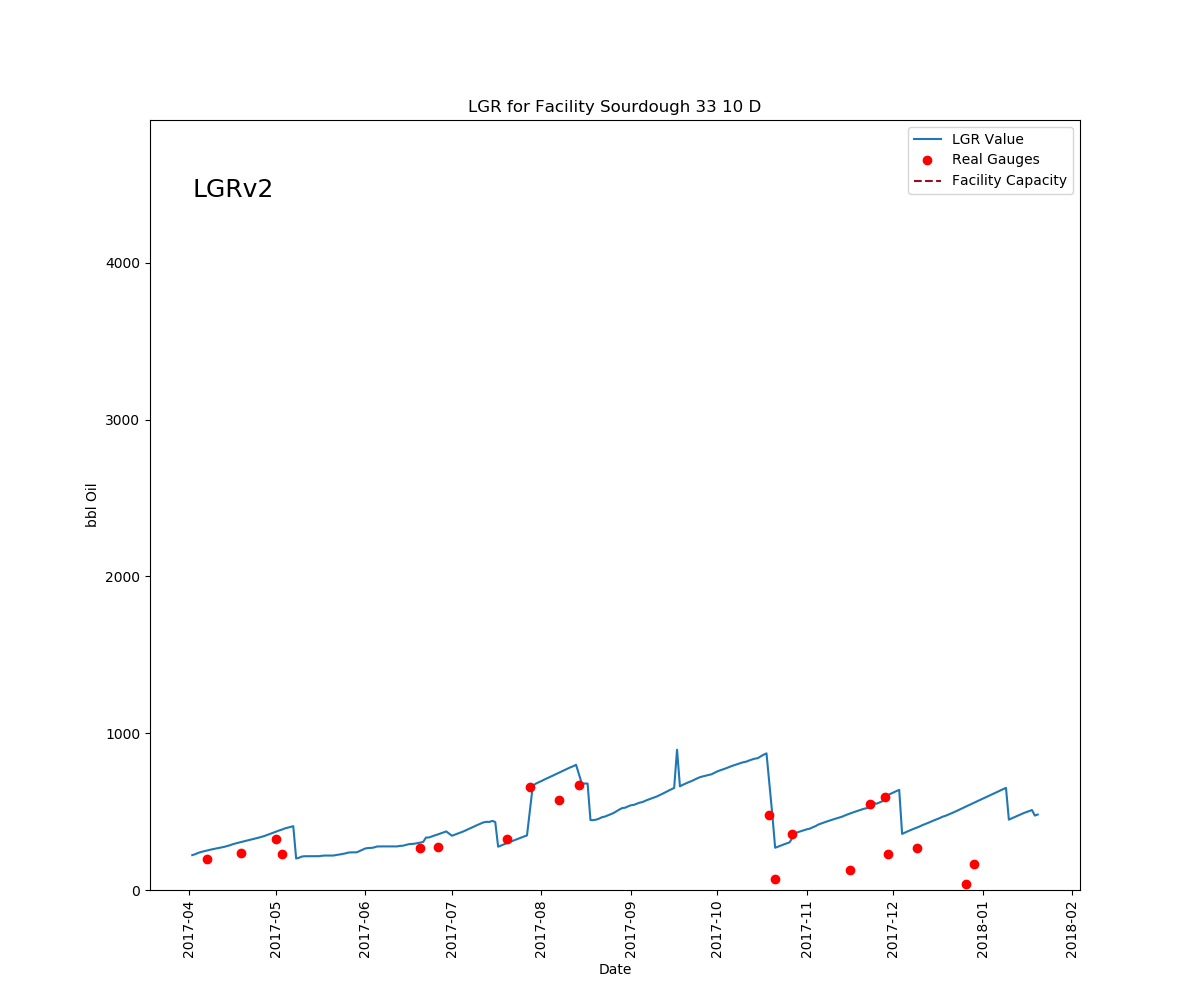 LGR for Facility Sourdough 33 10 D
LGR Value
Real Gauges
Facility Capacity
LGRv2
4000
3000
2000
1000
0
bbl Oil
2017-04
2017-05
2017-06
2017-07
2017-08
2017-09
2017-10
2017-11
2017-12
2018-01
2018-02
Date